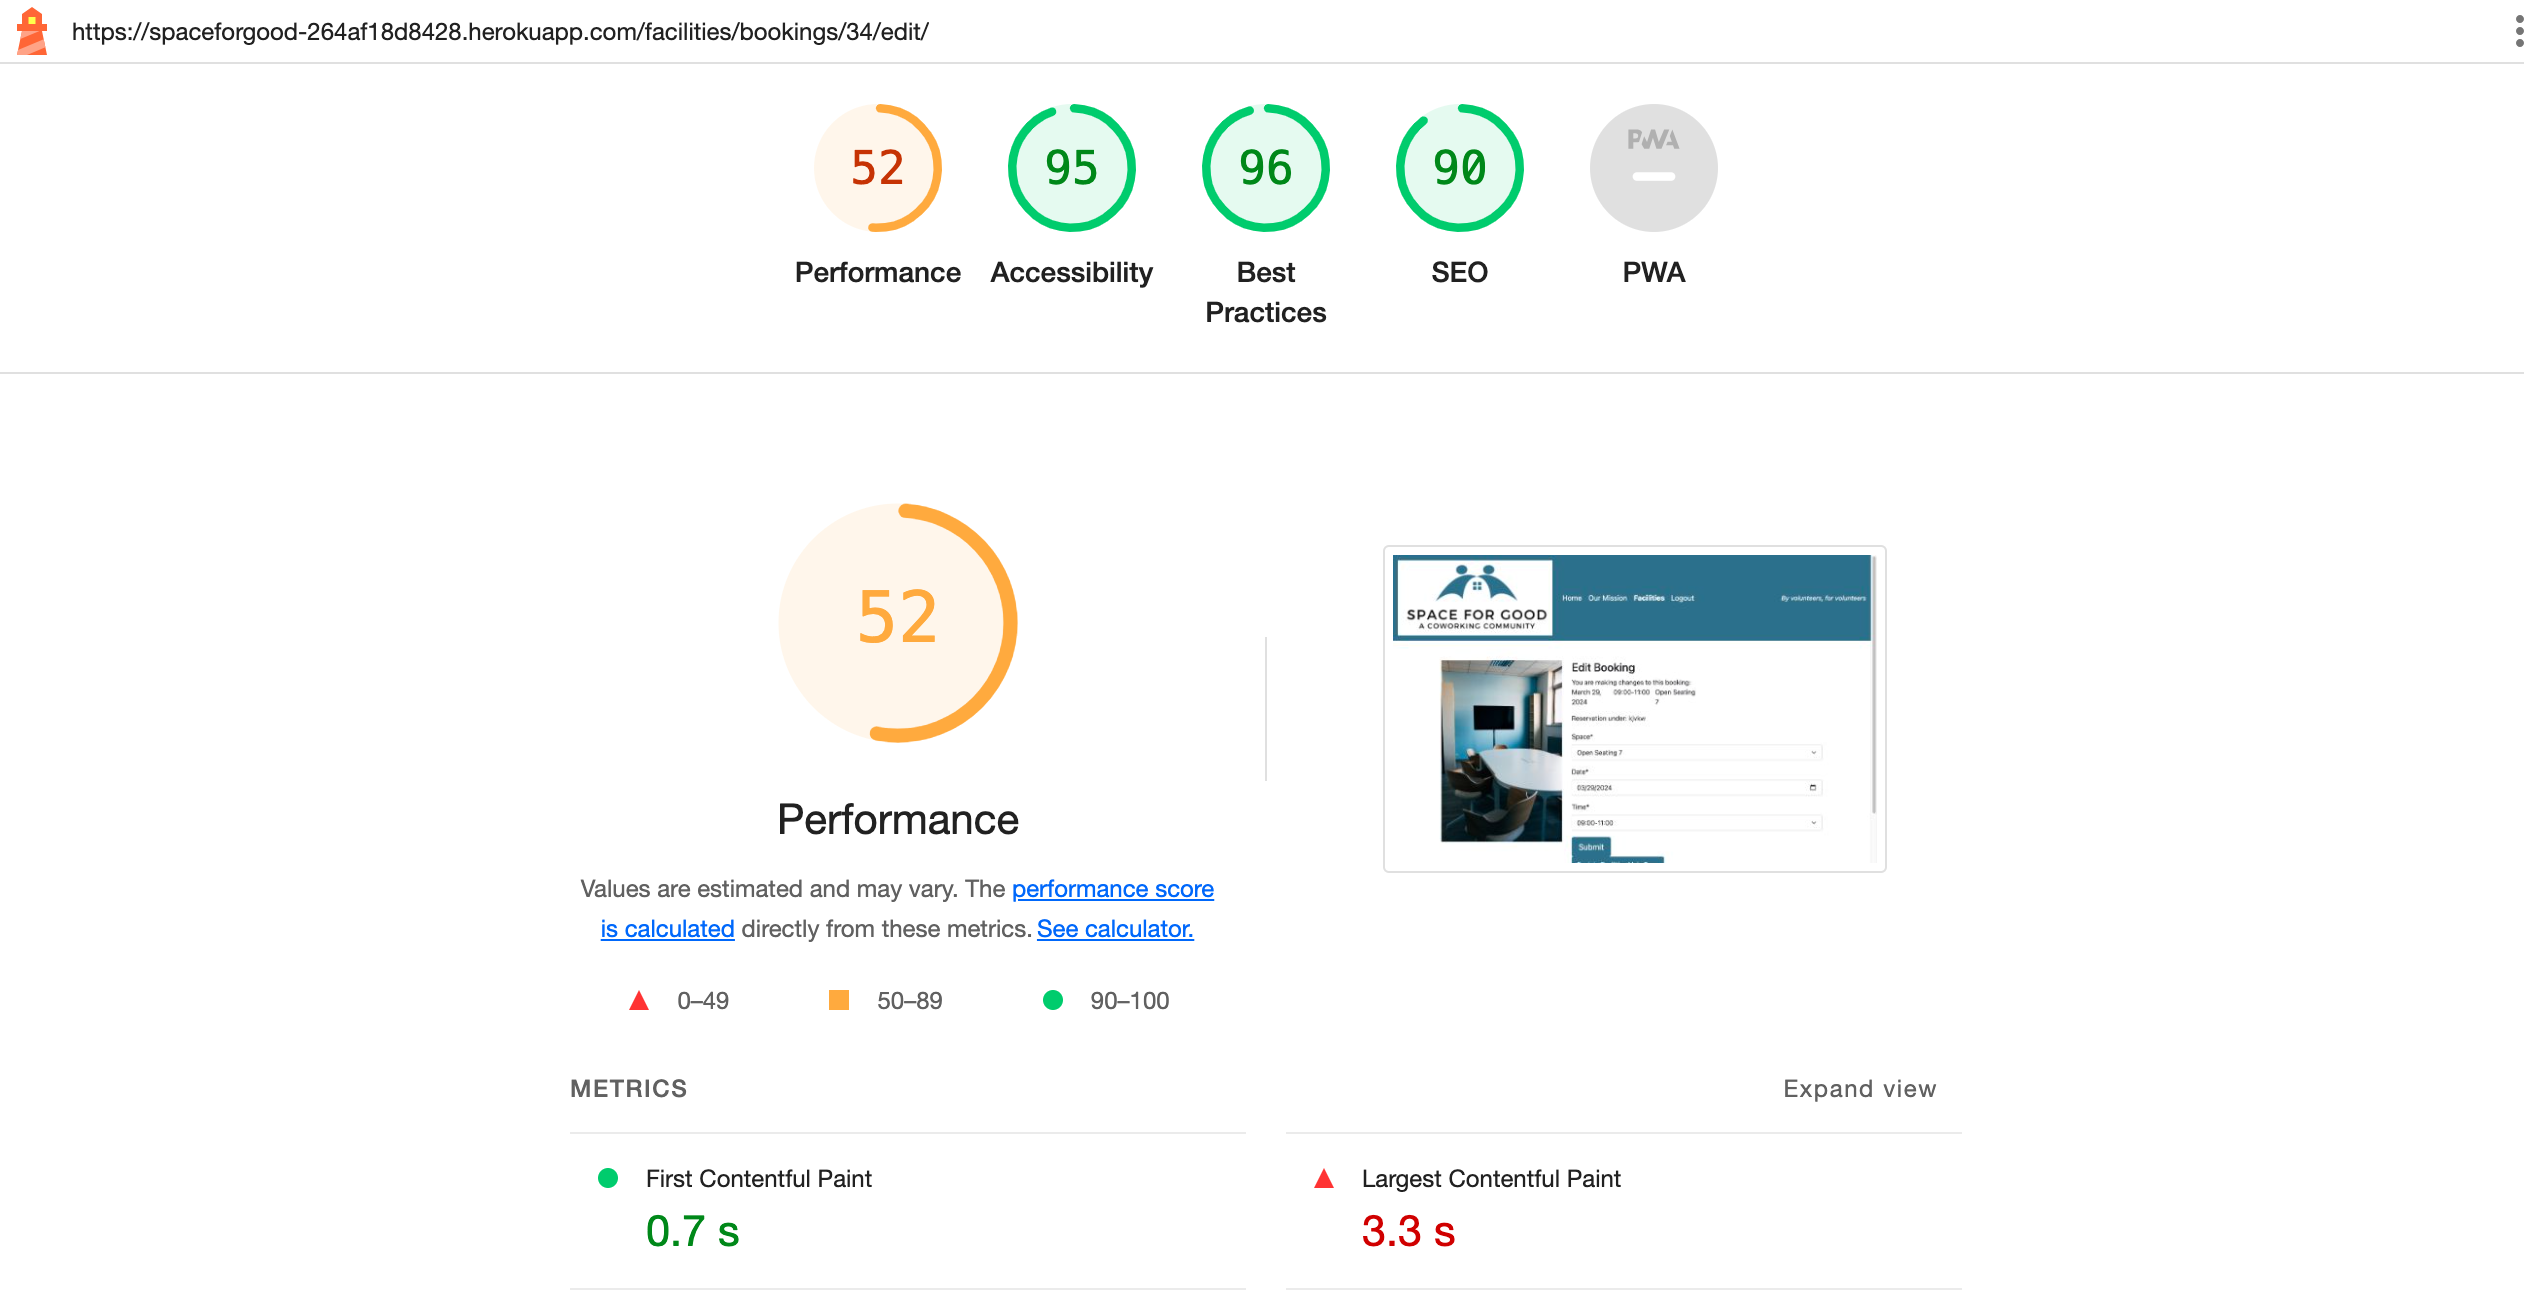 https://spaceforgood-264af18d8428.herokuapp.com/facilities/bookings/34/edit/
52
95
96
90
PWA
Performance
Accessibility
Best
Practices
SEO
PWA
52
Performance
Values are estimated and may vary. The performance score
is calculated directly from these metrics. See calculator.
0–49
50–89
90–100
SPACE FOR GOOD
A COWORKING COMMUNITY
Home Our Mission Facilities Logout
By volunteers, for volunteers
Edit Booking
You are making changes to this booking:
March 29, 09:00-11:00 Open Seating
2024 7
Reservation under:
Space*
Open Seating 7
Date*
03/29/2024
Time*
09:00-11:00
Submit
METRICS
Expand view
First Contentful Paint
0.7 s
Largest Contentful Paint
3.3 s